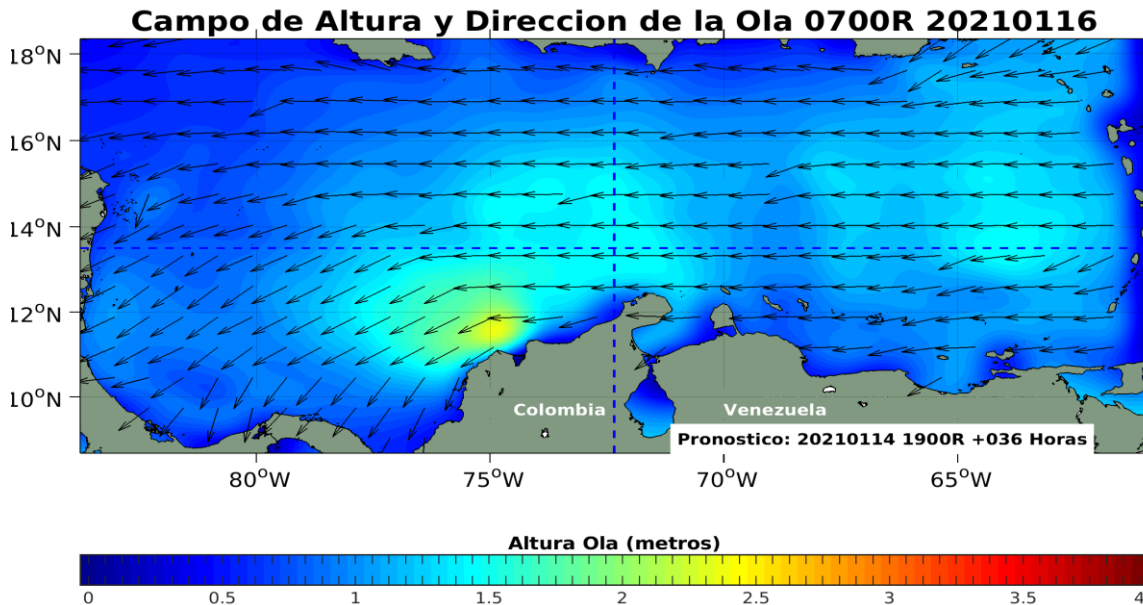 Campo de Altura y Direccion de la Ola 0700R 20210116
18°N
16°N
14°N
12°N
10°N
Colombia
Venezuela
Pronostico: 20210114 1900R +036 Horas
80°W 75°W 70°W 65°W
Altura Ola (metros)
0 0.5 1 1.5 2 2.5 3 3.5 4